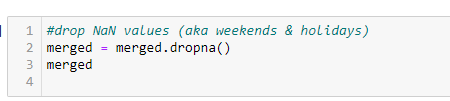 1 #drop NaN values (aka weekends & holidays)
2 merged = merged.dropna()
3 merged
4